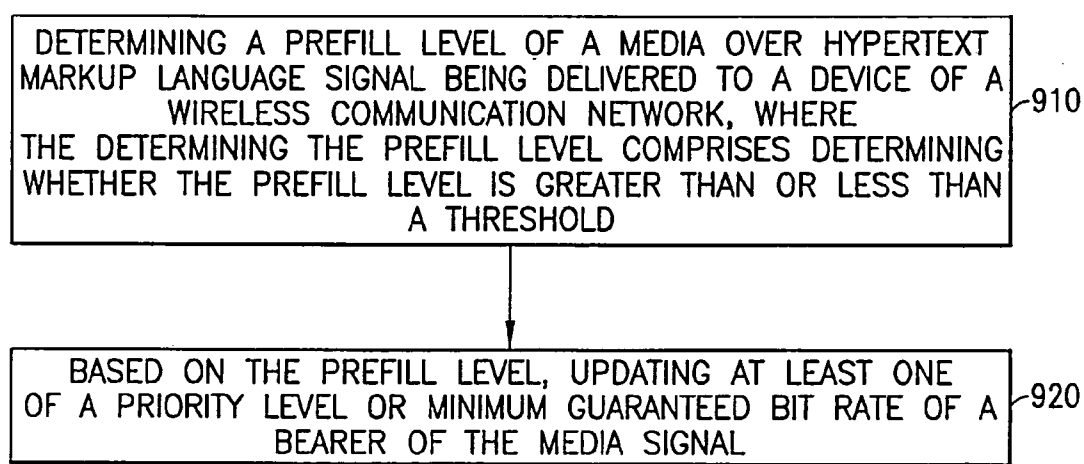 DETERMINING A PREFILL LEVEL OF A MEDIA OVER HYPERTEXT
MARKUP LANGUAGE SIGNAL BEING DELIVERED TO A DEVICE OF A
WIRELESS COMMUNICATION NETWORK, WHERE
THE DETERMINING THE PREFILL LEVEL COMPRISES DETERMINING
WHETHER THE PREFILL LEVEL IS GREATER THAN OR LESS THAN
A THRESHOLD
910
BASED ON THE PREFILL LEVEL, UPDATING AT LEAST ONE
OF A PRIORITY LEVEL OR MINIMUM GUARANTEED BIT RATE OF A
BEARER OF THE MEDIA SIGNAL
920